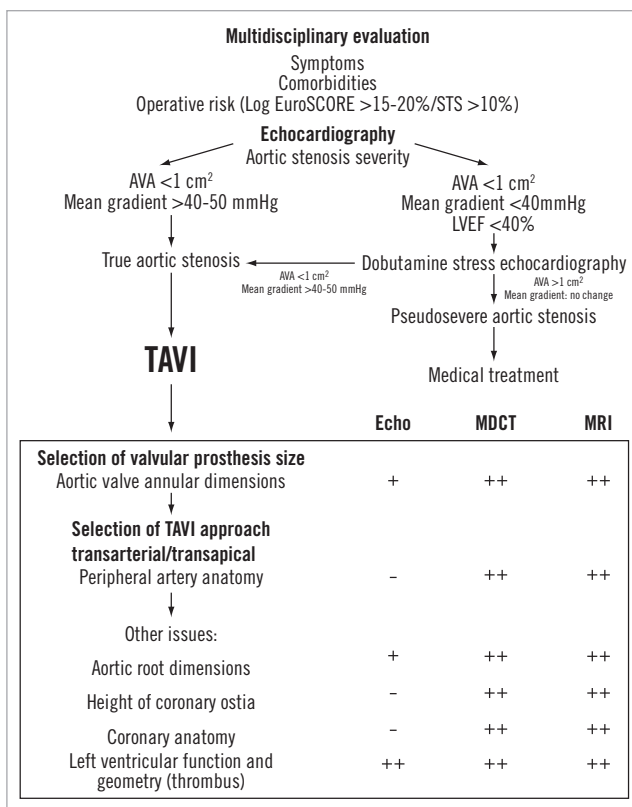 Multidisciplinary evaluation
Symptoms
Comorbidities
Operative risk (Log EuroSCORE >15-20%/STS >10%)
Echocardiography
Aortic stenosis severity
AVA <1 cm²
Mean gradient >40-50 mmHg
AVA <1 cm²
Mean gradient <40mmHg
LVEF <40%
True aortic stenosis
AVA <1 cm²
Mean gradient >40-50 mmHg
Dobutamine stress echocardiography
AVA >1 cm²
Mean gradient: no change
Pseudosevere aortic stenosis
Medical treatment
TAVI
Echo MDCT MRI
Selection of valvular prosthesis size
Aortic valve annular dimensions + ++ ++
Selection of TAVI approach
transarterial/transapical
Peripheral artery anatomy – ++ ++
Other issues:
Aortic root dimensions + ++ ++
Height of coronary ostia – ++ ++
Coronary anatomy – ++ ++
Left ventricular function and ++ ++ ++
geometry (thrombus)